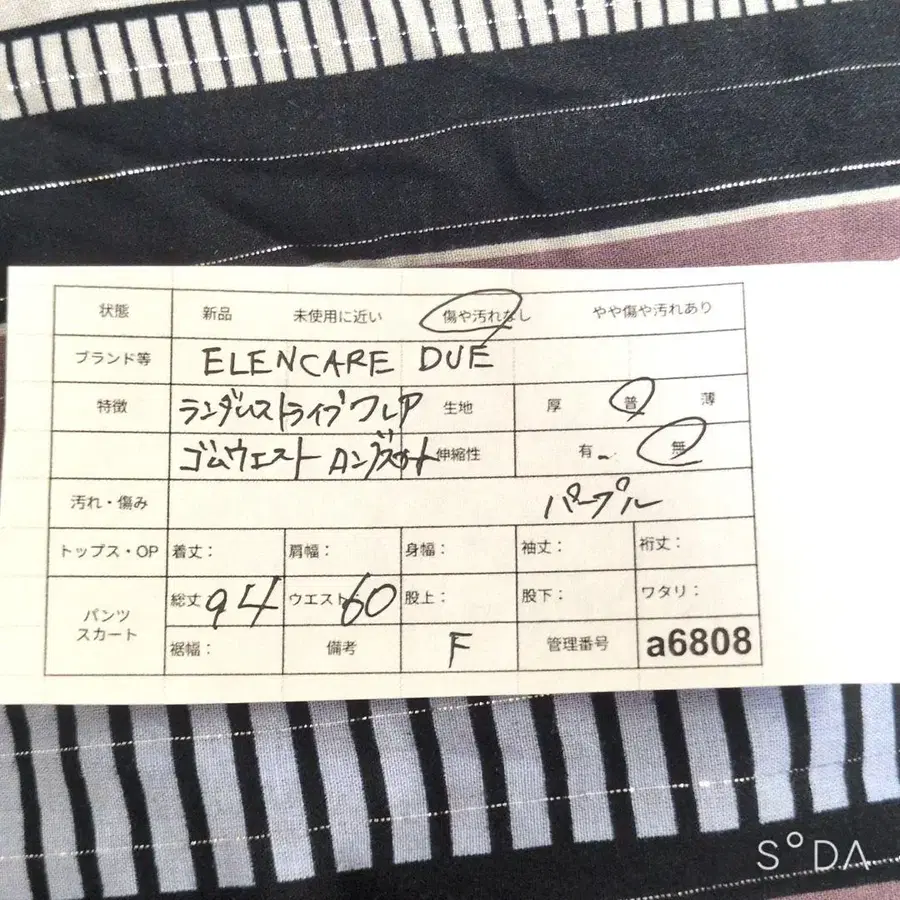 状態 新品 未使用に近い 傷や汚れなし やや傷や汚れあり
ブランド等 ELENCARE DUE
特徴 ランダムストライプフレア 生地 厚 普 薄
ゴムウエスト ロングスカート 伸縮性 有 無
汚れ・傷み パープル
トップス・OP 着丈： 肩幅： 身幅： 袖丈： 裄丈：
パンツ スカート 総丈 94 ウエスト： 60 股上： 股下： ワタリ：
裾幅： 備考 F 管理番号 a6808
SODA